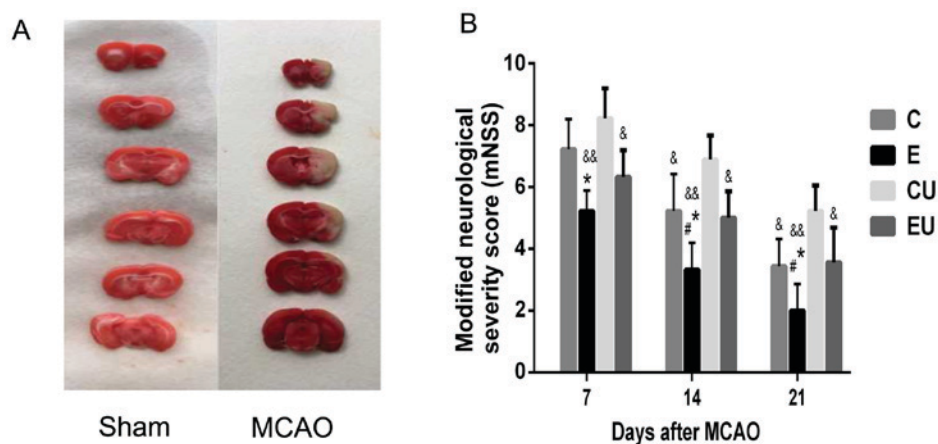 A
Sham
MCAO
B
Modified neurological
severity score (mNSS)
10
8
6
4
2
0
&&
*
&
&
&&
*
#
&
&
&&
*
#
&
7
14
21
Days after MCAO
C
E
CU
EU